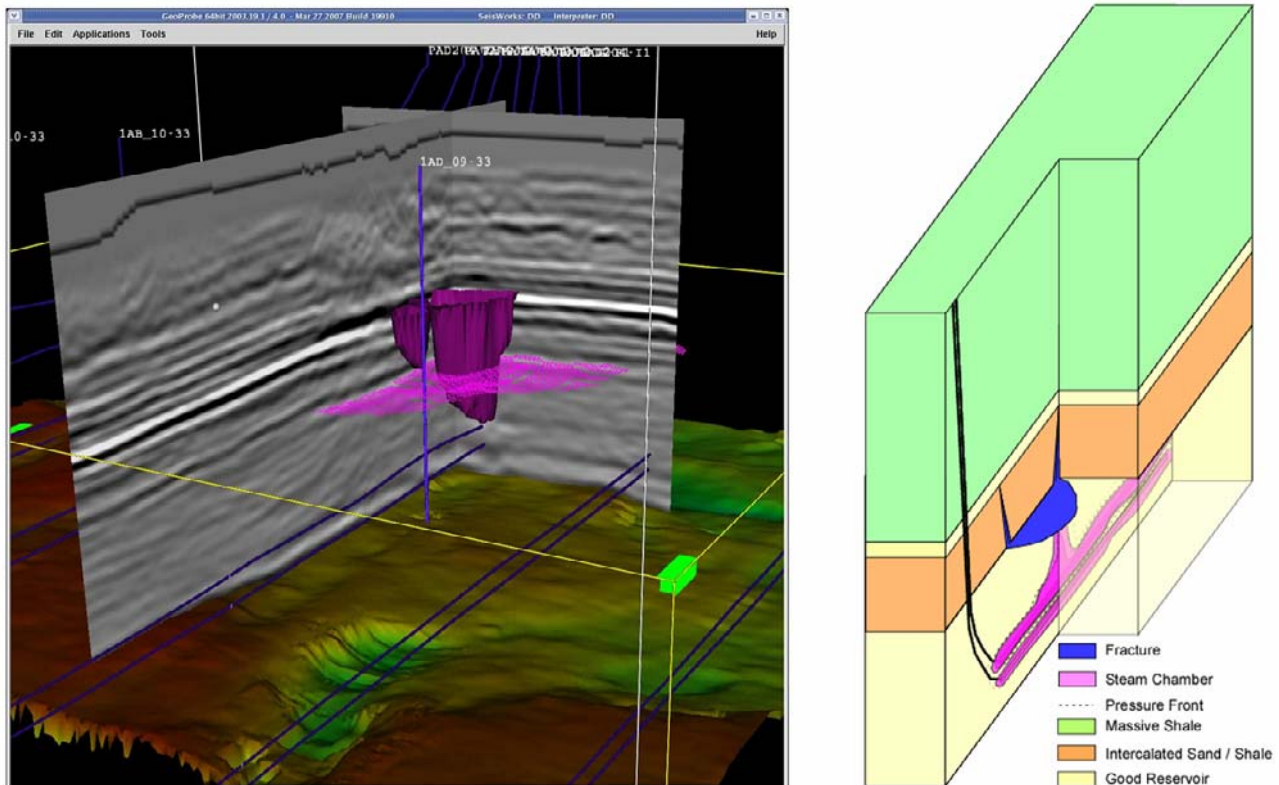 GeoProbe 64bit 2003.19.1 / 4.0 - Mar 27 2007 Build 19910 SeisWorks: DD Interpreter: DD
File Edit Applications Tools Help
1AB_10-33
1AD_09-33
Fracture
Steam Chamber
Pressure Front
Massive Shale
Intercalated Sand / Shale
Good Reservoir